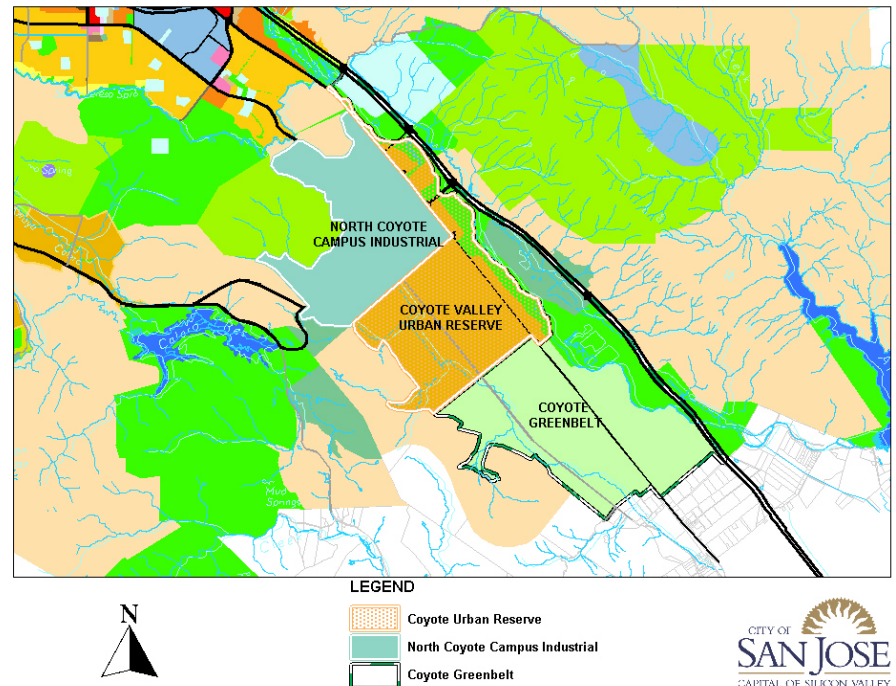 NORTH COYOTE
CAMPUS INDUSTRIAL
COYOTE VALLEY
URBAN RESERVE
COYOTE
GREENBELT
LEGEND
N
Coyote Urban Reserve
North Coyote Campus Industrial
Coyote Greenbelt
CITY OF
SAN JOSE
CAPITAL OF SILICON VALLEY